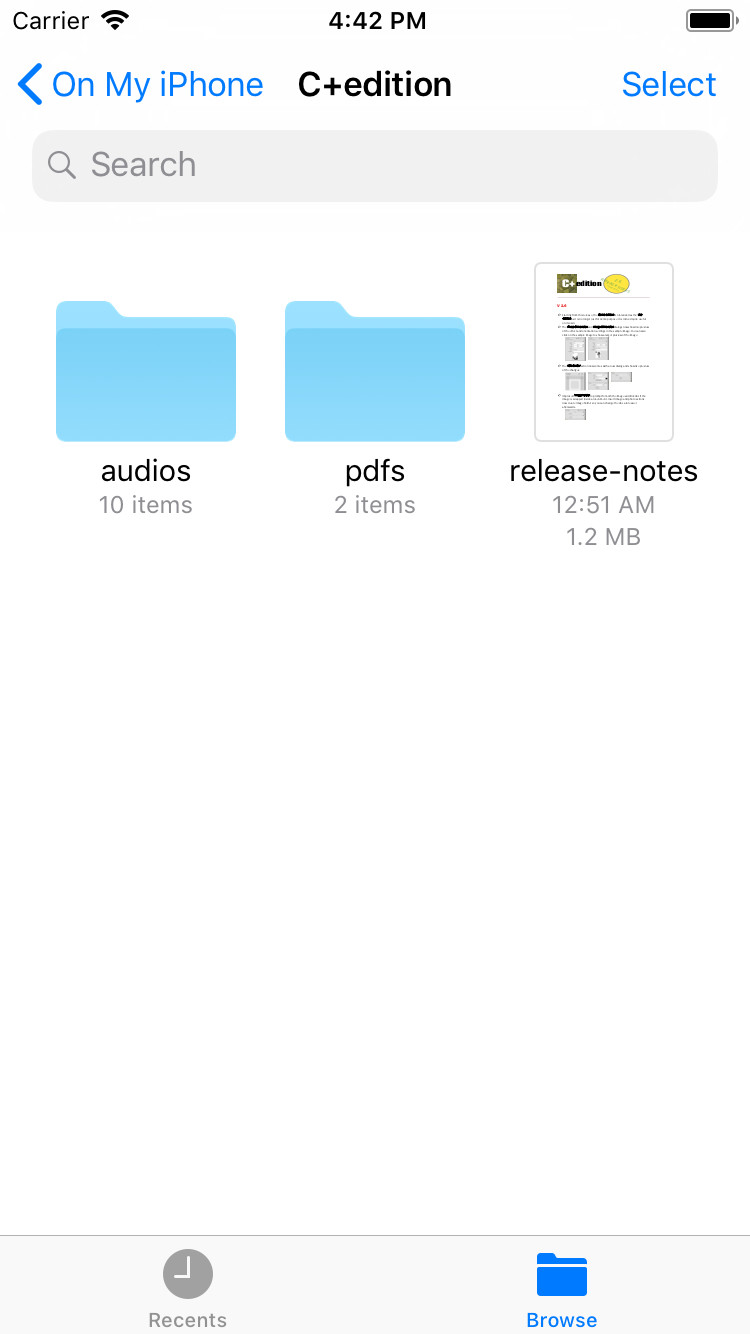 Carrier 4:42 PM
On My iPhone C+edition Select
Search
C+edition
audios pdfs release-notes
10 items 2 items 12:51 AM
1.2 MB
Recents Browse